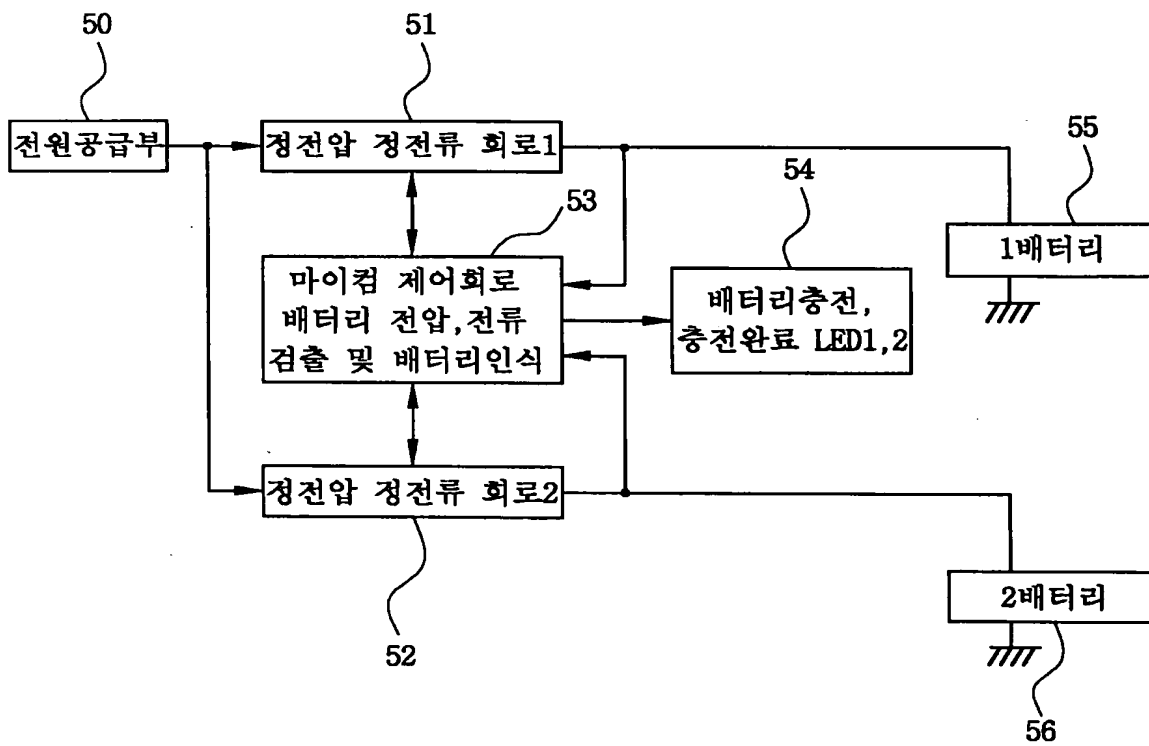 50
51
전원공급부
정전압 정전류 회로1
55
54
53
1배터리
마이컴 제어회로
배터리 전압,전류
검출 및 배터리인식
배터리충전,
충전완료 LED1,2
정전압 정전류 회로2
52
2배터리
56